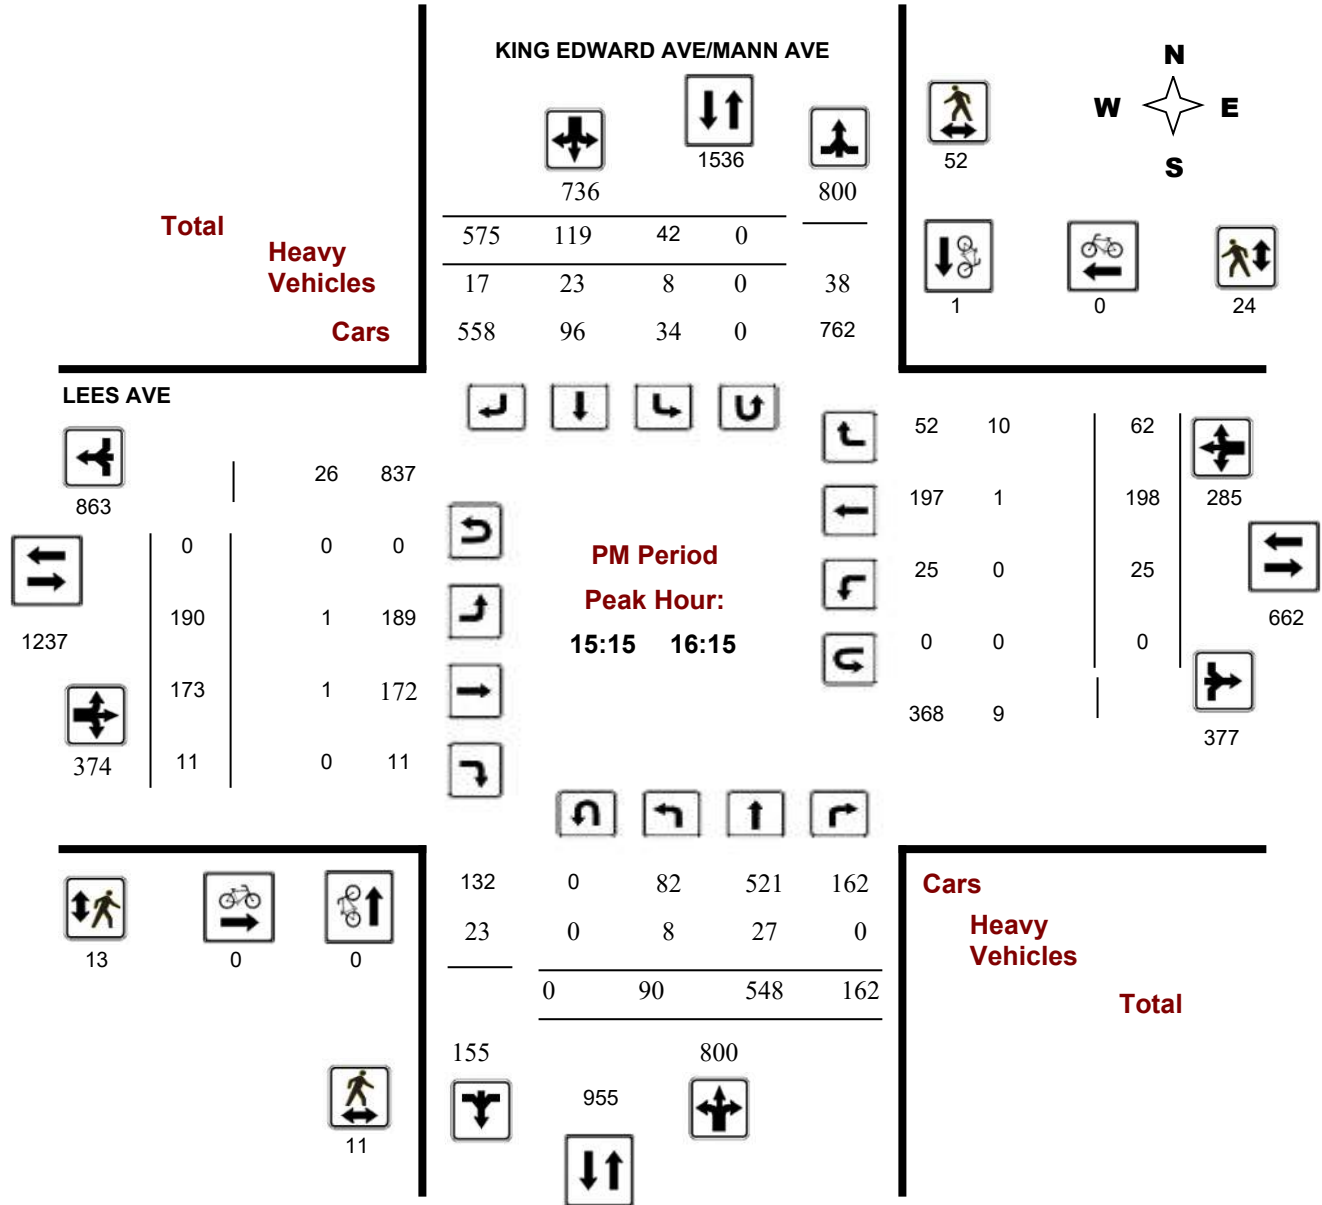 KING EDWARD AVE/MANN AVE
N
W E
S
1536
52
736 800
Total
575 119 42 0
Heavy
Vehicles
17 23 8 0 38
1 0 24
Cars
558 96 34 0 762
LEES AVE
52 10 62
26 837
863
197 1 198 285
0 0 0
PM Period
25 0 25
Peak Hour:
190 1 189
662
1237
15:15 16:15
0 0 0
173 1 172
368 9
377
374 11 0 11
132 0 82 521 162
Cars
23 0 8 27 0
Heavy
Vehicles
13 0 0
0 90 548 162
Total
155 800
955
11